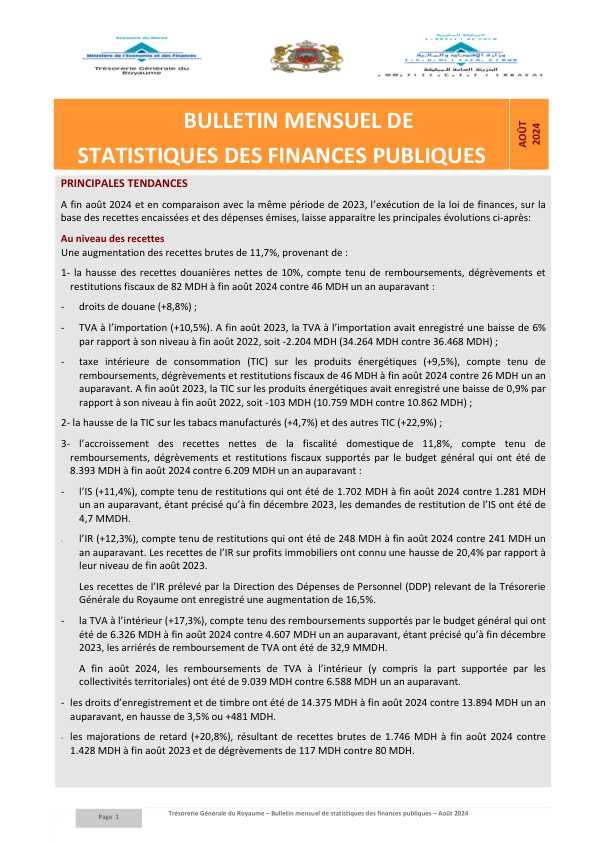 Royaume du Maroc
Ministère de l'Economie et des Finances
Trésorerie Générale du
Royaume
المملكة المغربية
وزارة الاقتصاد والمالية
الخزينة العامة للمملكة
BULLETIN MENSUEL DE
STATISTIQUES DES FINANCES PUBLIQUES
AOÛT
2024
PRINCIPALES TENDANCES
A fin août 2024 et en comparaison avec la même période de 2023, l'exécution de la loi de finances, sur la
base des recettes encaissées et des dépenses émises, laisse apparaitre les principales évolutions ci-après:
Au niveau des recettes
Une augmentation des recettes brutes de 11,7%, provenant de :
1- la hausse des recettes douanières nettes de 10%, compte tenu de remboursements, dégrèvements et
restitutions fiscaux de 82 MDH à fin août 2024 contre 46 MDH un an auparavant :
- droits de douane (+8,8%) ;
- TVA à l'importation (+10,5%). A fin août 2023, la TVA à l'importation avait enregistré une baisse de 6%
par rapport à son niveau à fin août 2022, soit -2.204 MDH (34.264 MDH contre 36.468 MDH) ;
- taxe intérieure de consommation (TIC) sur les produits énergétiques (+9,5%), compte tenu de
remboursements, dégrèvements et restitutions fiscaux de 46 MDH à fin août 2024 contre 26 MDH un an
auparavant. A fin août 2023, la TIC sur les produits énergétiques avait enregistré une baisse de 0,9% par
rapport à son niveau à fin août 2022, soit -103 MDH (10.759 MDH contre 10.862 MDH) ;
2- la hausse de la TIC sur les tabacs manufacturés (+4,7%) et des autres TIC (+22,9%) ;
3- l'accroissement des recettes nettes de la fiscalité domestique de 11,8%, compte tenu de
remboursements, dégrèvements et restitutions fiscaux supportés par le budget général qui ont été de
8.393 MDH à fin août 2024 contre 6.209 MDH un an auparavant :
- l'IS (+11,4%), compte tenu de restitutions qui ont été de 1.702 MDH à fin août 2024 contre 1.281 MDH
un an auparavant, étant précisé qu'à fin décembre 2023, les demandes de restitution de l'IS ont été de
4,7 MMDH.
- l'IR (+12,3%), compte tenu de restitutions qui ont été de 248 MDH à fin août 2024 contre 241 MDH un
an auparavant. Les recettes de l'IR sur profits immobiliers ont connu une hausse de 20,4% par rapport à
leur niveau de fin août 2023.
Les recettes de l'IR prélevé par la Direction des Dépenses de Personnel (DDP) relevant de la Trésorerie
Générale du Royaume ont enregistré une augmentation de 16,5%.
- la TVA à l'intérieur (+17,3%), compte tenu des remboursements supportés par le budget général qui ont
été de 6.326 MDH à fin août 2024 contre 4.607 MDH un an auparavant, étant précisé qu'à fin décembre
2023, les arriérés de remboursement de TVA ont été de 32,9 MMDH.
A fin août 2024, les remboursements de TVA à l'intérieur (y compris la part supportée par les
collectivités territoriales) ont été de 9.039 MDH contre 6.588 MDH un an auparavant.
- les droits d'enregistrement et de timbre ont été de 14.375 MDH à fin août 2024 contre 13.894 MDH un an
auparavant, en hausse de 3,5% ou +481 MDH.
- les majorations de retard (+20,8%), résultant de recettes brutes de 1.746 MDH à fin août 2024 contre
1.428 MDH à fin août 2023 et de dégrèvements de 117 MDH contre 80 MDH.
Page 1
Trésorerie Générale du Royaume – Bulletin mensuel de statistiques des finances publiques – Août 2024